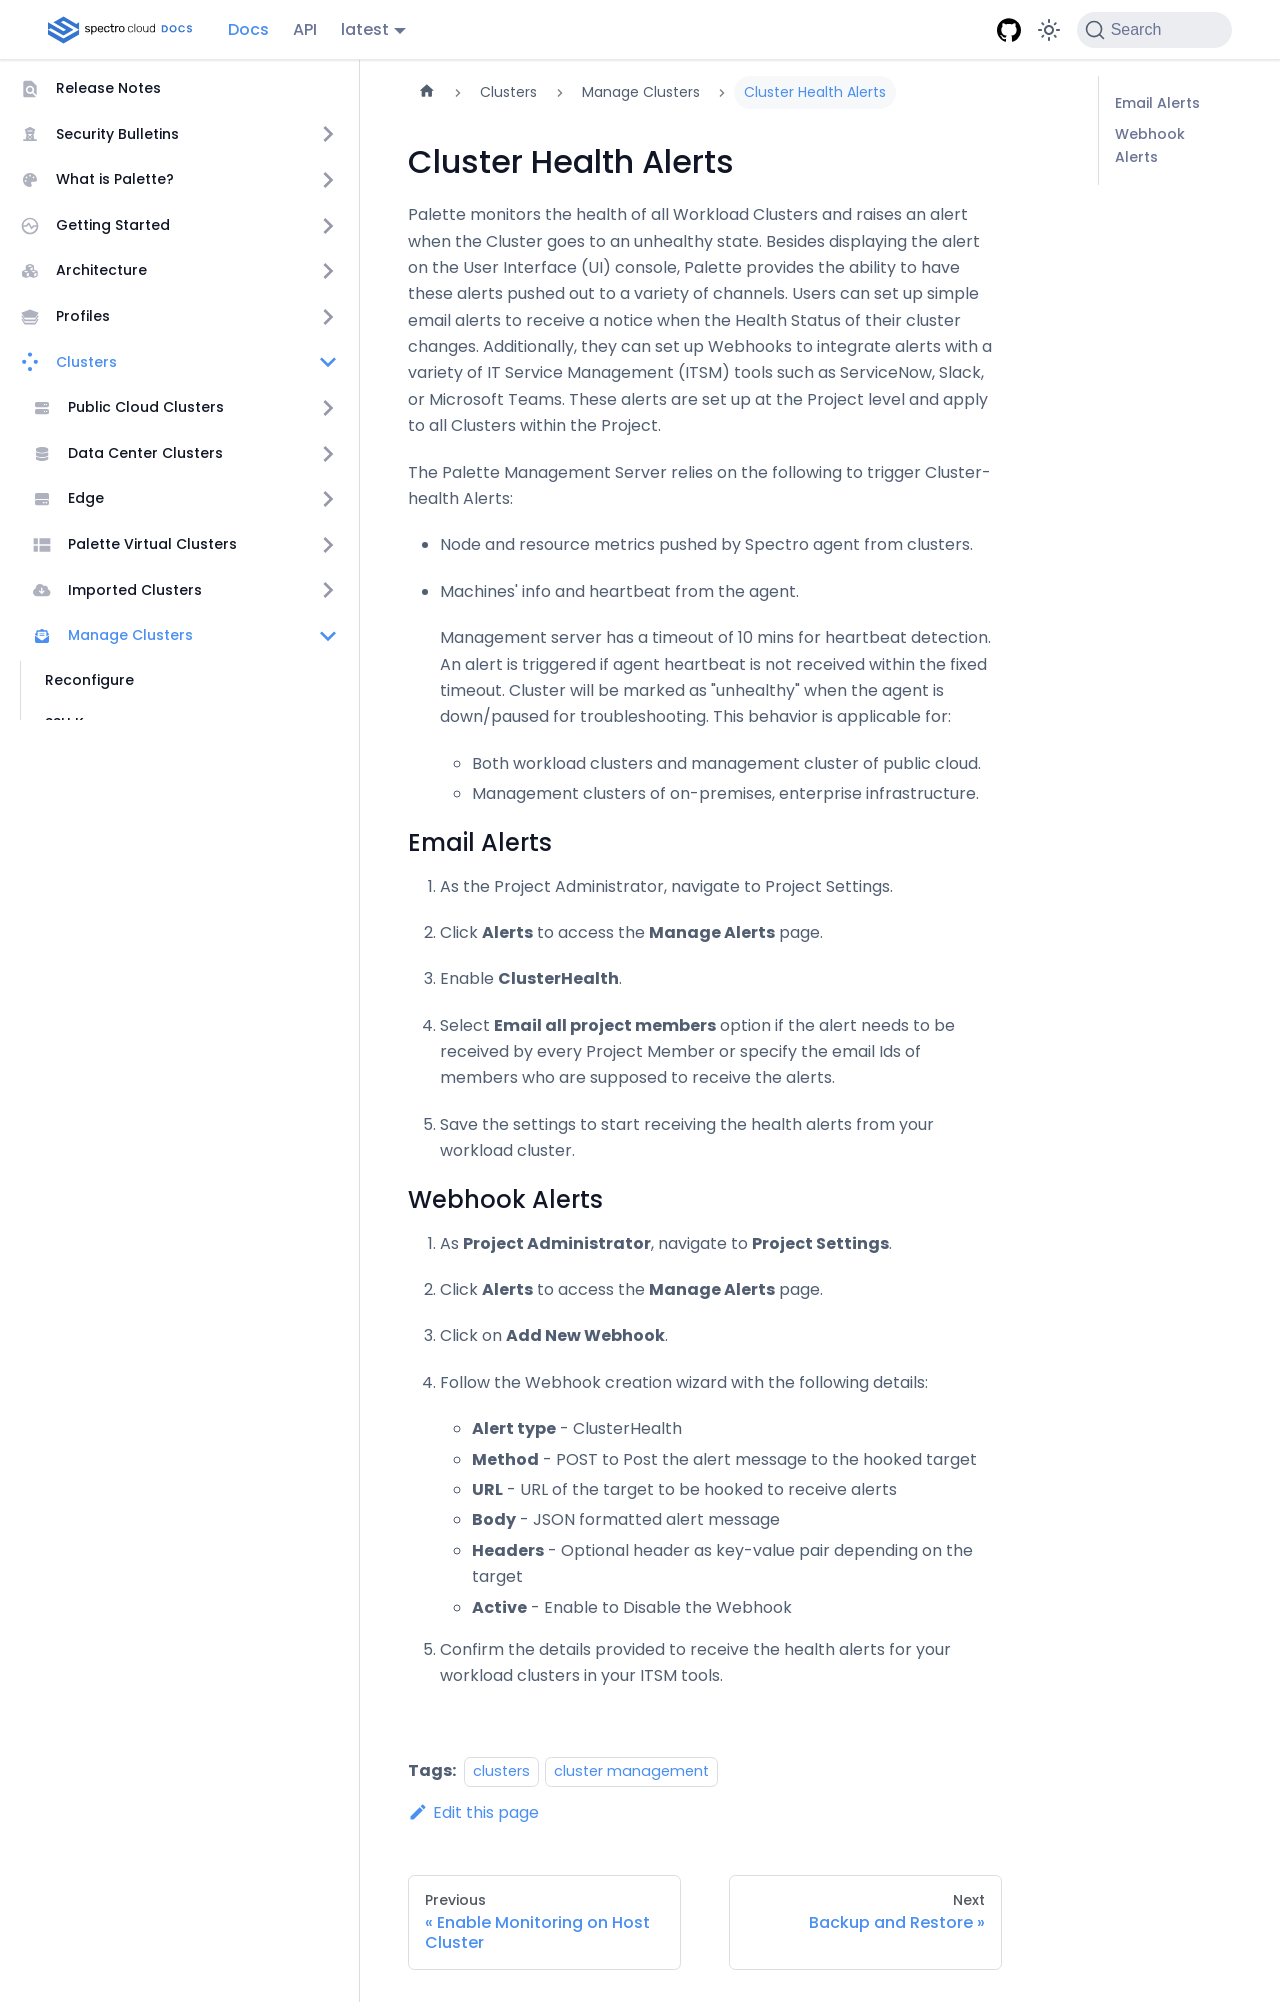 spectro cloud DOCS
Docs
API
latest
Search
Release Notes
Security Bulletins
What is Palette?
Getting Started
Architecture
Profiles
Clusters
Public Cloud Clusters
Data Center Clusters
Edge
Palette Virtual Clusters
Imported Clusters
Manage Clusters
Reconfigure
Clusters
Manage Clusters
Cluster Health Alerts
Cluster Health Alerts
Palette monitors the health of all Workload Clusters and raises an alert
when the Cluster goes to an unhealthy state. Besides displaying the alert
on the User Interface (UI) console, Palette provides the ability to have
these alerts pushed out to a variety of channels. Users can set up simple
email alerts to receive a notice when the Health Status of their cluster
changes. Additionally, they can set up Webhooks to integrate alerts with a
variety of IT Service Management (ITSM) tools such as ServiceNow, Slack,
or Microsoft Teams. These alerts are set up at the Project level and apply
to all Clusters within the Project.
The Palette Management Server relies on the following to trigger Cluster-
health Alerts:
• Node and resource metrics pushed by Spectro agent from clusters.
• Machines' info and heartbeat from the agent.
Management server has a timeout of 10 mins for heartbeat detection.
An alert is triggered if agent heartbeat is not received within the fixed
timeout. Cluster will be marked as "unhealthy" when the agent is
down/paused for troubleshooting. This behavior is applicable for:
◦ Both workload clusters and management cluster of public cloud.
◦ Management clusters of on-premises, enterprise infrastructure.
Email Alerts
1. As the Project Administrator, navigate to Project Settings.
2. Click Alerts to access the Manage Alerts page.
3. Enable ClusterHealth.
4. Select Email all project members option if the alert needs to be
received by every Project Member or specify the email Ids of
members who are supposed to receive the alerts.
5. Save the settings to start receiving the health alerts from your
workload cluster.
Webhook Alerts
1. As Project Administrator, navigate to Project Settings.
2. Click Alerts to access the Manage Alerts page.
3. Click on Add New Webhook.
4. Follow the Webhook creation wizard with the following details:
◦ Alert type - ClusterHealth
◦ Method - POST to Post the alert message to the hooked target
◦ URL - URL of the target to be hooked to receive alerts
◦ Body - JSON formatted alert message
◦ Headers - Optional header as key-value pair depending on the
target
◦ Active - Enable to Disable the Webhook
5. Confirm the details provided to receive the health alerts for your
workload clusters in your ITSM tools.
Tags: clusters cluster management
Edit this page
Previous
« Enable Monitoring on Host
Cluster
Next
Backup and Restore »
Email Alerts
Webhook
Alerts